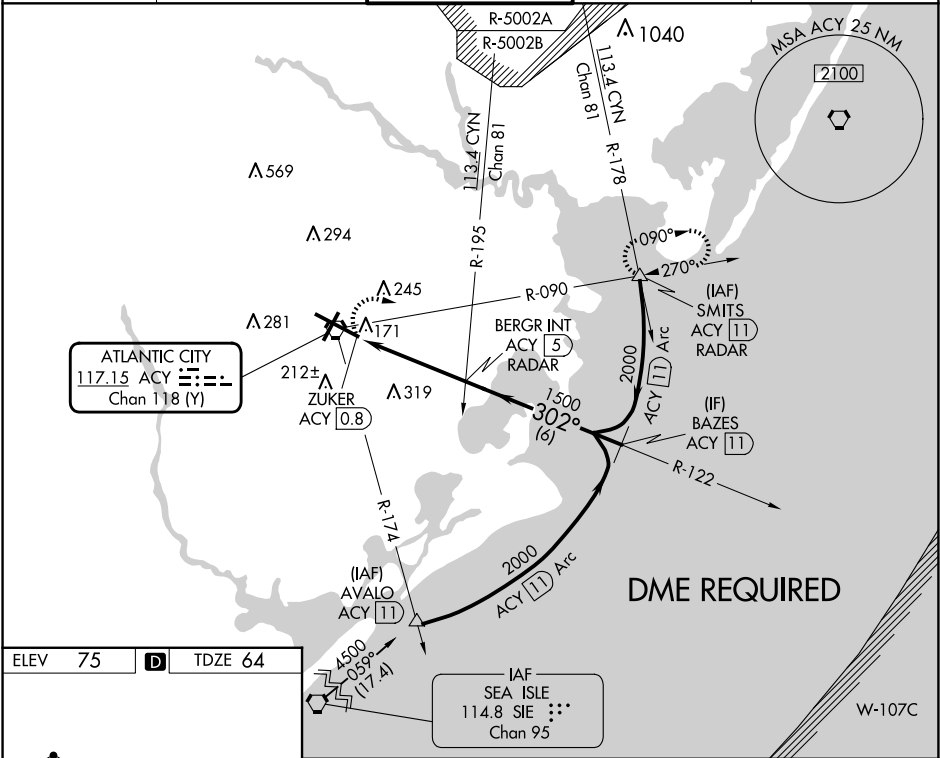 R-5002A
R-5002B
1040
MSA ACY 25 NM
2100
113.4 CYN
Chan 81
R-178
113.4 CYN
Chan 81
R-195
569
294
245
281
171
212±
319
090°
270°
R-090
(IAF)
SMITS
ACY 11
RADAR
BERGR INT
ACY 5
RADAR
ATLANTIC CITY
117.15 ACY
Chan 118 (Y)
ZUKER
ACY 0.8
2000
ACY 11 Arc
1500
302°
(6)
(IF)
BAZES
ACY 11
R-122
R-174
2000
ACY 11 Arc
(IAF)
AVALO
ACY 11
DME REQUIRED
ELEV 75 D TDZE 64
4500
059°
(17.4)
IAF
SEA ISLE
114.8 SIE
Chan 95
W-107C